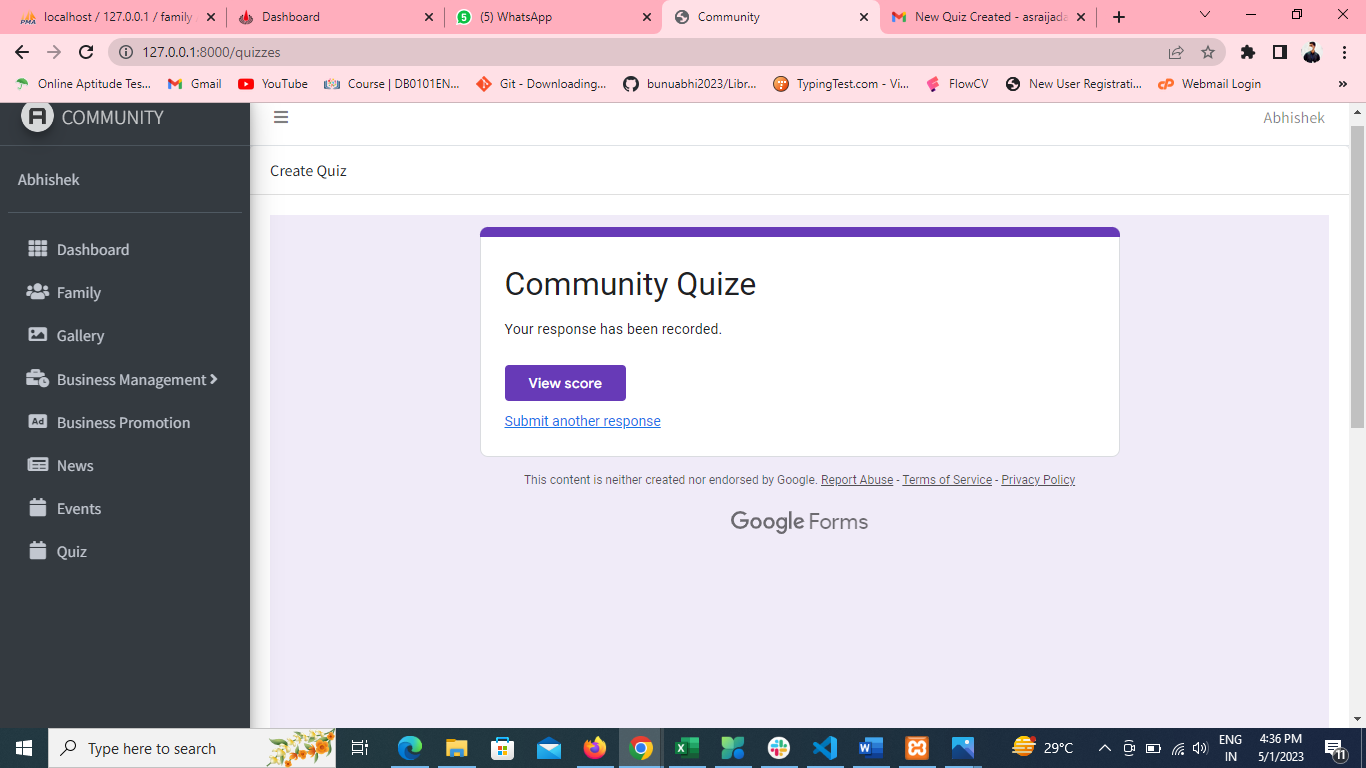 localhost / 127.0.0.1 / family
Dashboard
(5) WhatsApp
Community
New Quiz Created - asraijada
127.0.0.1:8000/quizzes
Online Aptitude Tes...
Gmail
YouTube
Course | DB0101EN...
Git - Downloading...
bunuabhi2023/Libr...
TypingTest.com - Vi...
FlowCV
New User Registrati...
Webmail Login
»
COMMUNITY
Abhishek
Abhishek
Dashboard
Family
Gallery
Business Management
Ad Business Promotion
News
Events
Quiz
Create Quiz
Community Quize
Your response has been recorded.
View score
Submit another response
This content is neither created nor endorsed by Google. Report Abuse - Terms of Service - Privacy Policy
Google Forms
Type here to search
29°C
ENG
IN
4:36 PM
5/1/2023
11